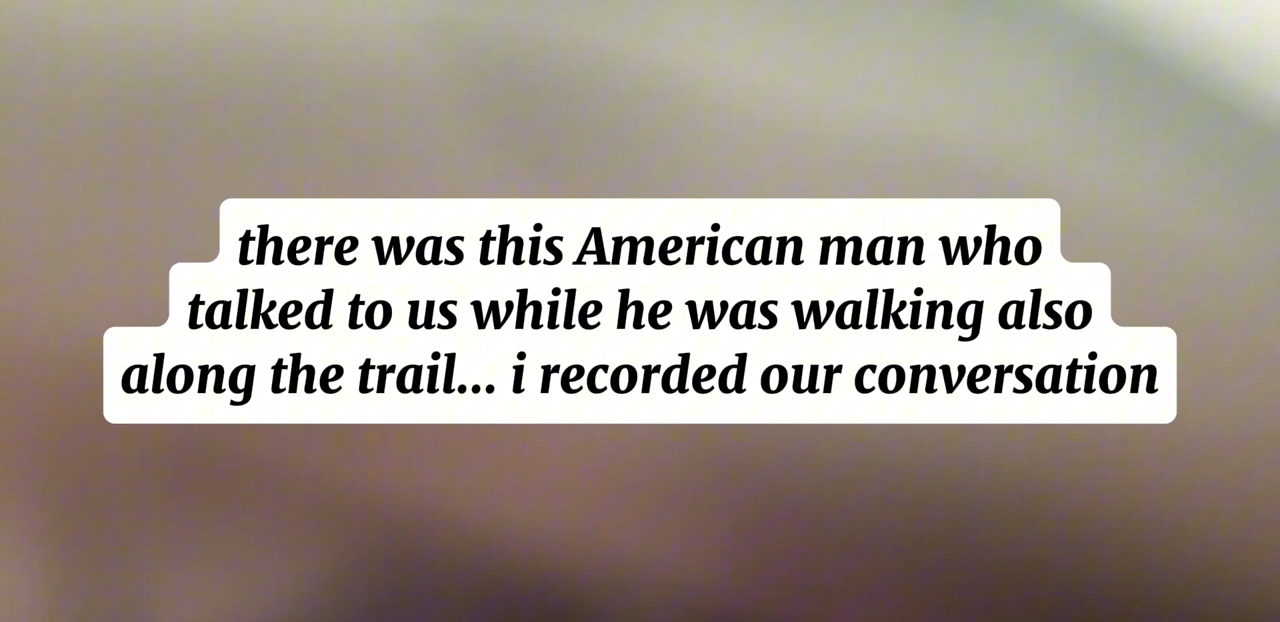 there was this American man who
talked to us while he was walking also
along the trail... i recorded our conversation